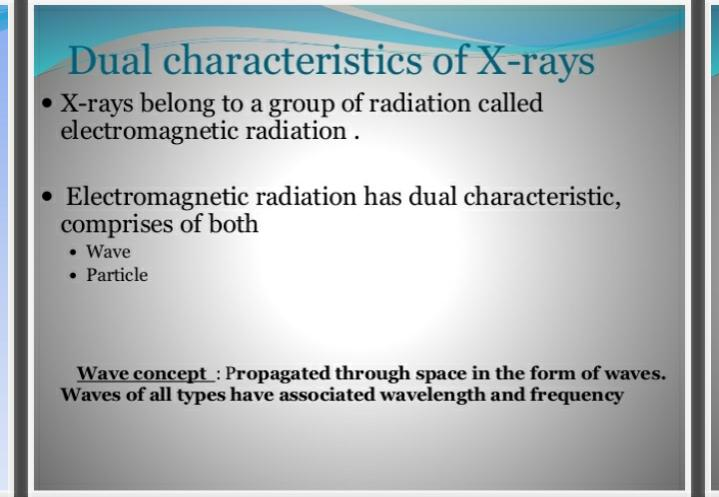 Dual characteristics of X-rays
• X-rays belong to a group of radiation called
electromagnetic radiation .
• Electromagnetic radiation has dual characteristic,
comprises of both
• Wave
• Particle
Wave concept : Propagated through space in the form of waves.
Waves of all types have associated wavelength and frequency